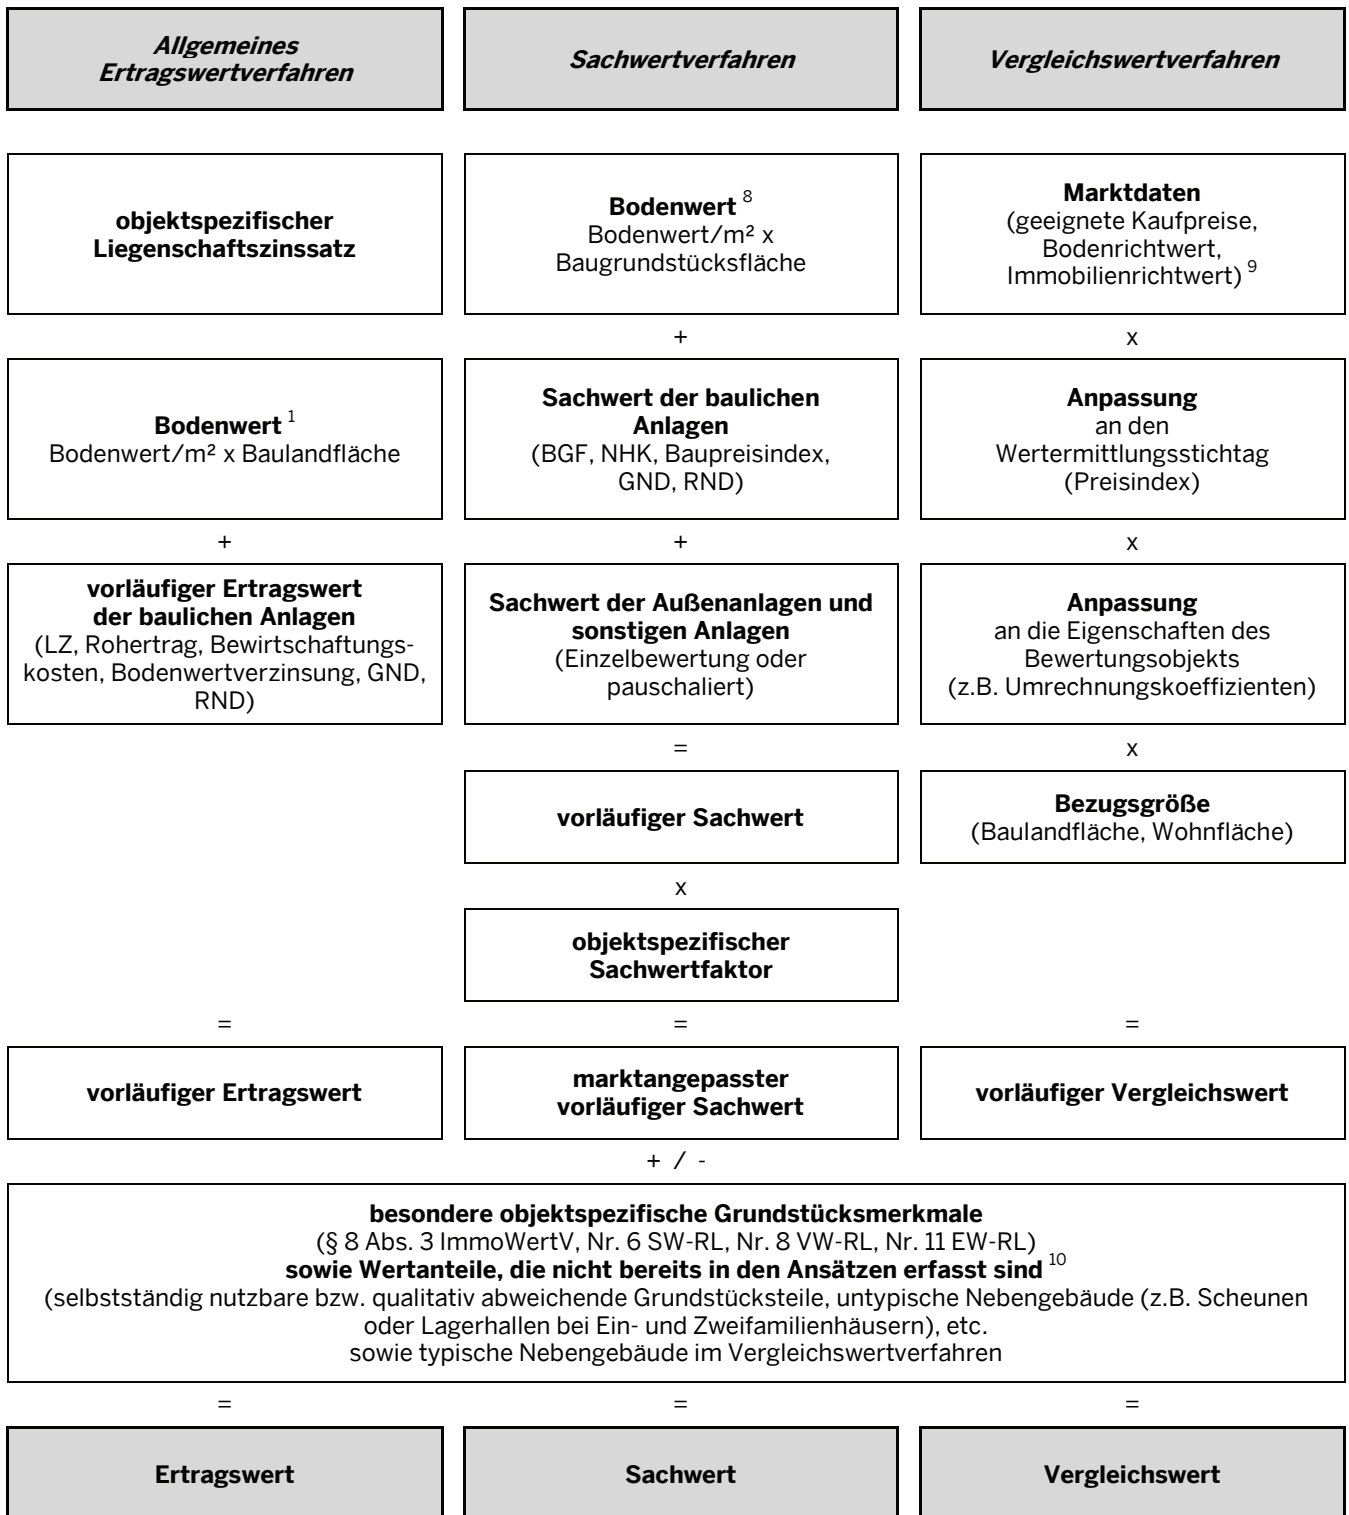 Allgemeines
Ertragswertverfahren
Sachwertverfahren
Vergleichswertverfahren
objektspezifischer
Liegenschaftszinssatz
Bodenwert 8
Bodenwert/m² x
Baugrundstücksfläche
Marktdaten
(geeignete Kaufpreise,
Bodenrichtwert,
Immobilienrichtwert) 9
+
x
Bodenwert 1
Bodenwert/m² x Baulandfläche
Sachwert der baulichen
Anlagen
(BGF, NHK, Baupreisindex,
GND, RND)
Anpassung
an den
Wertermittlungsstichtag
(Preisindex)
+
+
x
vorläufiger Ertragswert
der baulichen Anlagen
(LZ, Rohertrag, Bewirtschaftungs-
kosten, Bodenwertverzinsung, GND,
RND)
Sachwert der Außenanlagen und
sonstigen Anlagen
(Einzelbewertung oder
pauschaliert)
Anpassung
an die Eigenschaften des
Bewertungsobjekts
(z.B. Umrechnungskoeffizienten)
=
x
vorläufiger Sachwert
Bezugsgröße
(Baulandfläche, Wohnfläche)
x
objektspezifischer
Sachwertfaktor
=
=
=
vorläufiger Ertragswert
marktangepasster
vorläufiger Sachwert
vorläufiger Vergleichswert
+ / -
besondere objektspezifische Grundstücksmerkmale
(§ 8 Abs. 3 ImmoWertV, Nr. 6 SW-RL, Nr. 8 VW-RL, Nr. 11 EW-RL)
sowie Wertanteile, die nicht bereits in den Ansätzen erfasst sind 10
(selbstständig nutzbare bzw. qualitativ abweichende Grundstücksteile, untypische Nebengebäude (z.B. Scheunen
oder Lagerhallen bei Ein- und Zweifamilienhäusern), etc.
sowie typische Nebengebäude im Vergleichswertverfahren
=
=
=
Ertragswert
Sachwert
Vergleichswert